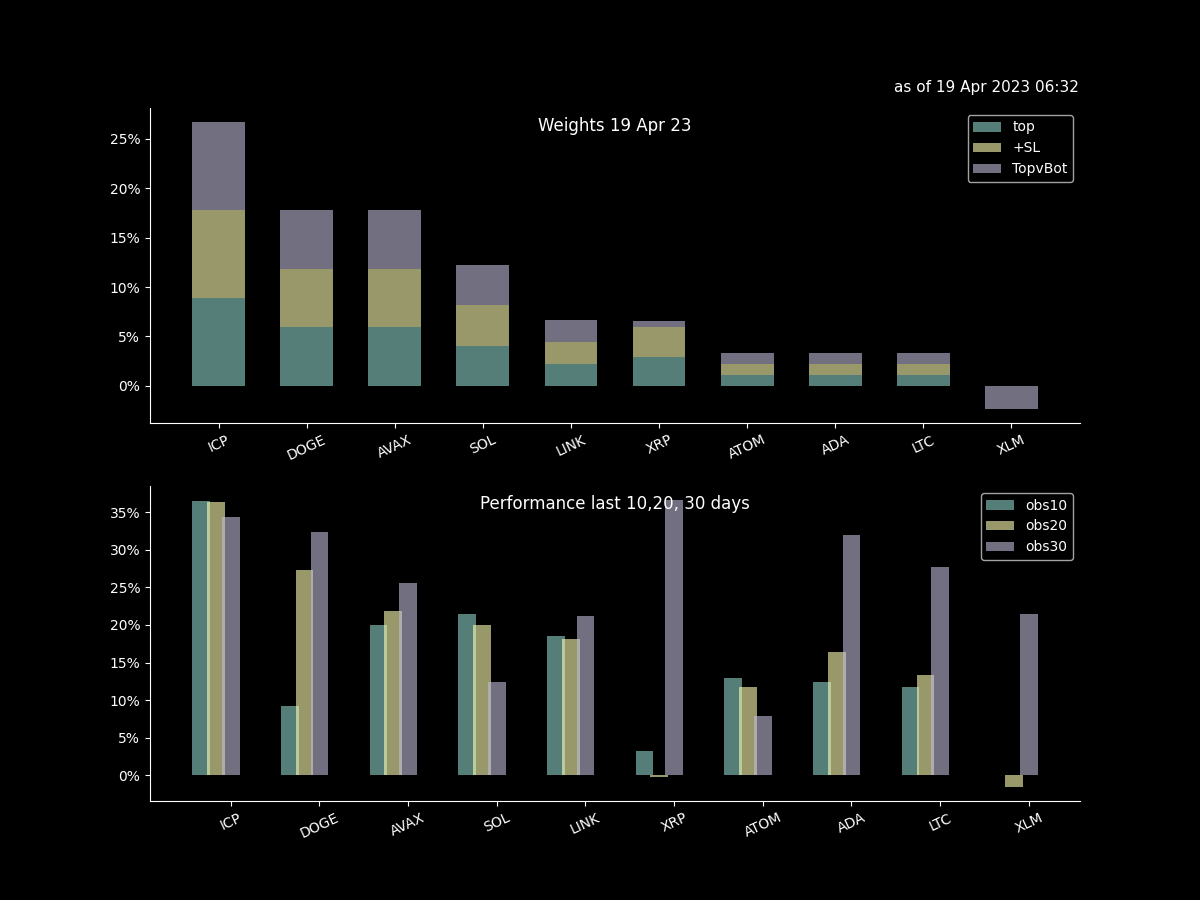 as of 19 Apr 2023 06:32
Weights 19 Apr 23
top
+SL
TopvBot
25%
20%
15%
10%
5%
0%
ICP DOGE AVAX SOL LINK XRP ATOM ADA LTC XLM
Performance last 10,20, 30 days
obs10
obs20
obs30
35%
30%
25%
20%
15%
10%
5%
0%
ICP DOGE AVAX SOL LINK XRP ATOM ADA LTC XLM